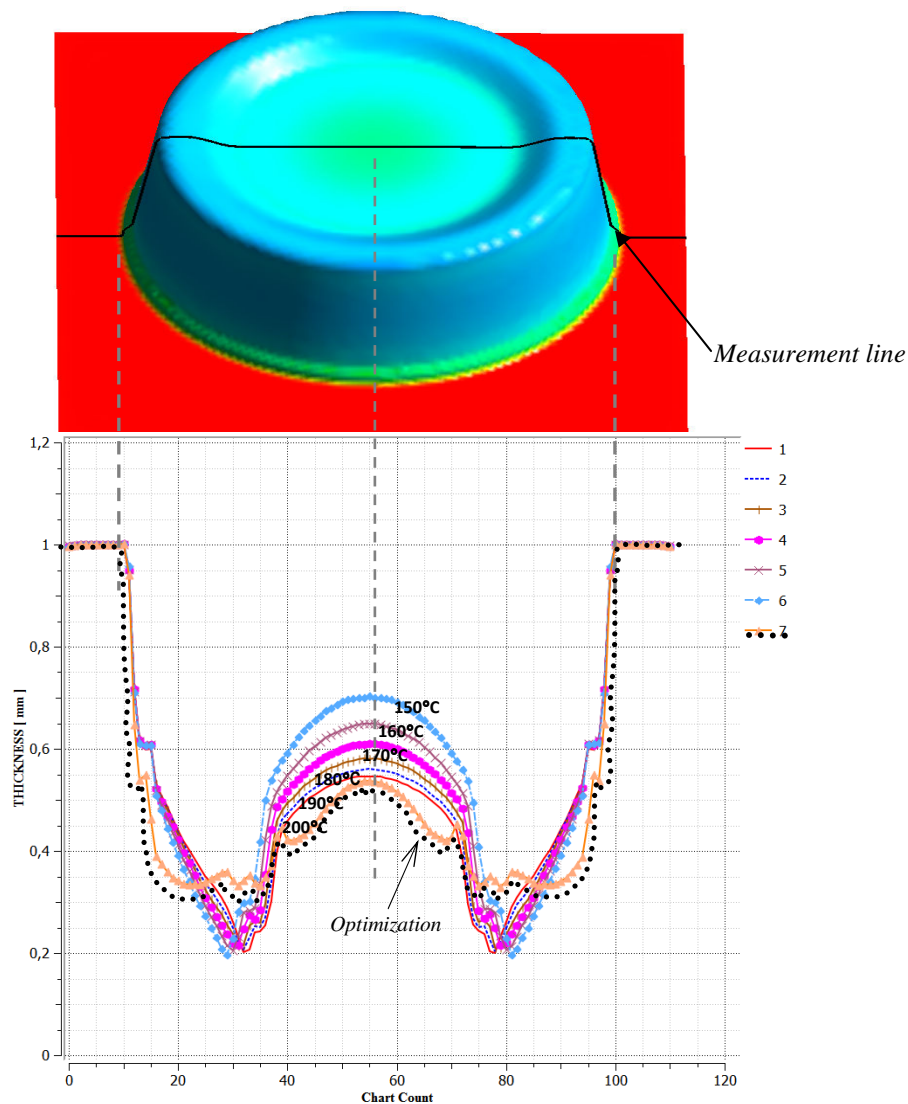 Measurement line
1,2
1
0,8
0,6
0,4
0,2
0
THICKNESS [ mm ]
150°C
160°C
170°C
180°C
190°C
200°C
Optimization
0
20
40
60
80
100
120
Chart Count
1
2
3
4
5
6
7